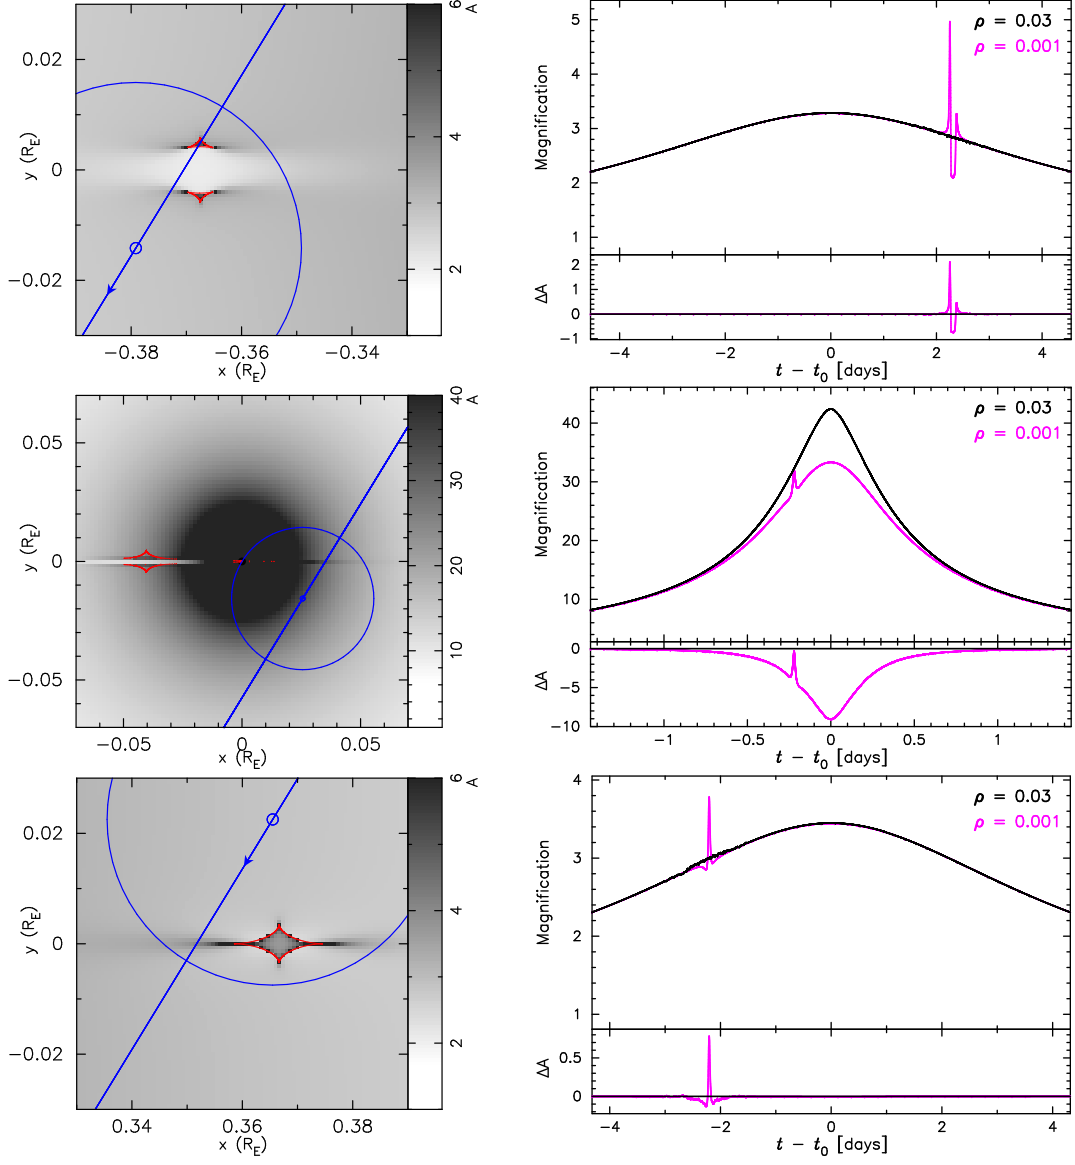 6
A
0.02
0
−0.02
4
2
y (R_E)
−0.38
−0.36
−0.34
x (R_E)
5
4
3
2
1
Magnification
ρ = 0.03
ρ = 0.001
2
1
0
−1
ΔA
−4
−2
0
2
4
t − t_0 [days]
40
A
0.05
0
−0.05
30
20
10
y (R_E)
−0.05
0
0.05
x (R_E)
40
30
20
10
Magnification
ρ = 0.03
ρ = 0.001
0
−5
−10
ΔA
−1
−0.5
0
0.5
1
t − t_0 [days]
6
A
0.02
0
−0.02
4
2
y (R_E)
0.34
0.36
0.38
x (R_E)
4
3
2
1
Magnification
ρ = 0.03
ρ = 0.001
0.5
0
ΔA
−4
−2
0
2
4
t − t_0 [days]